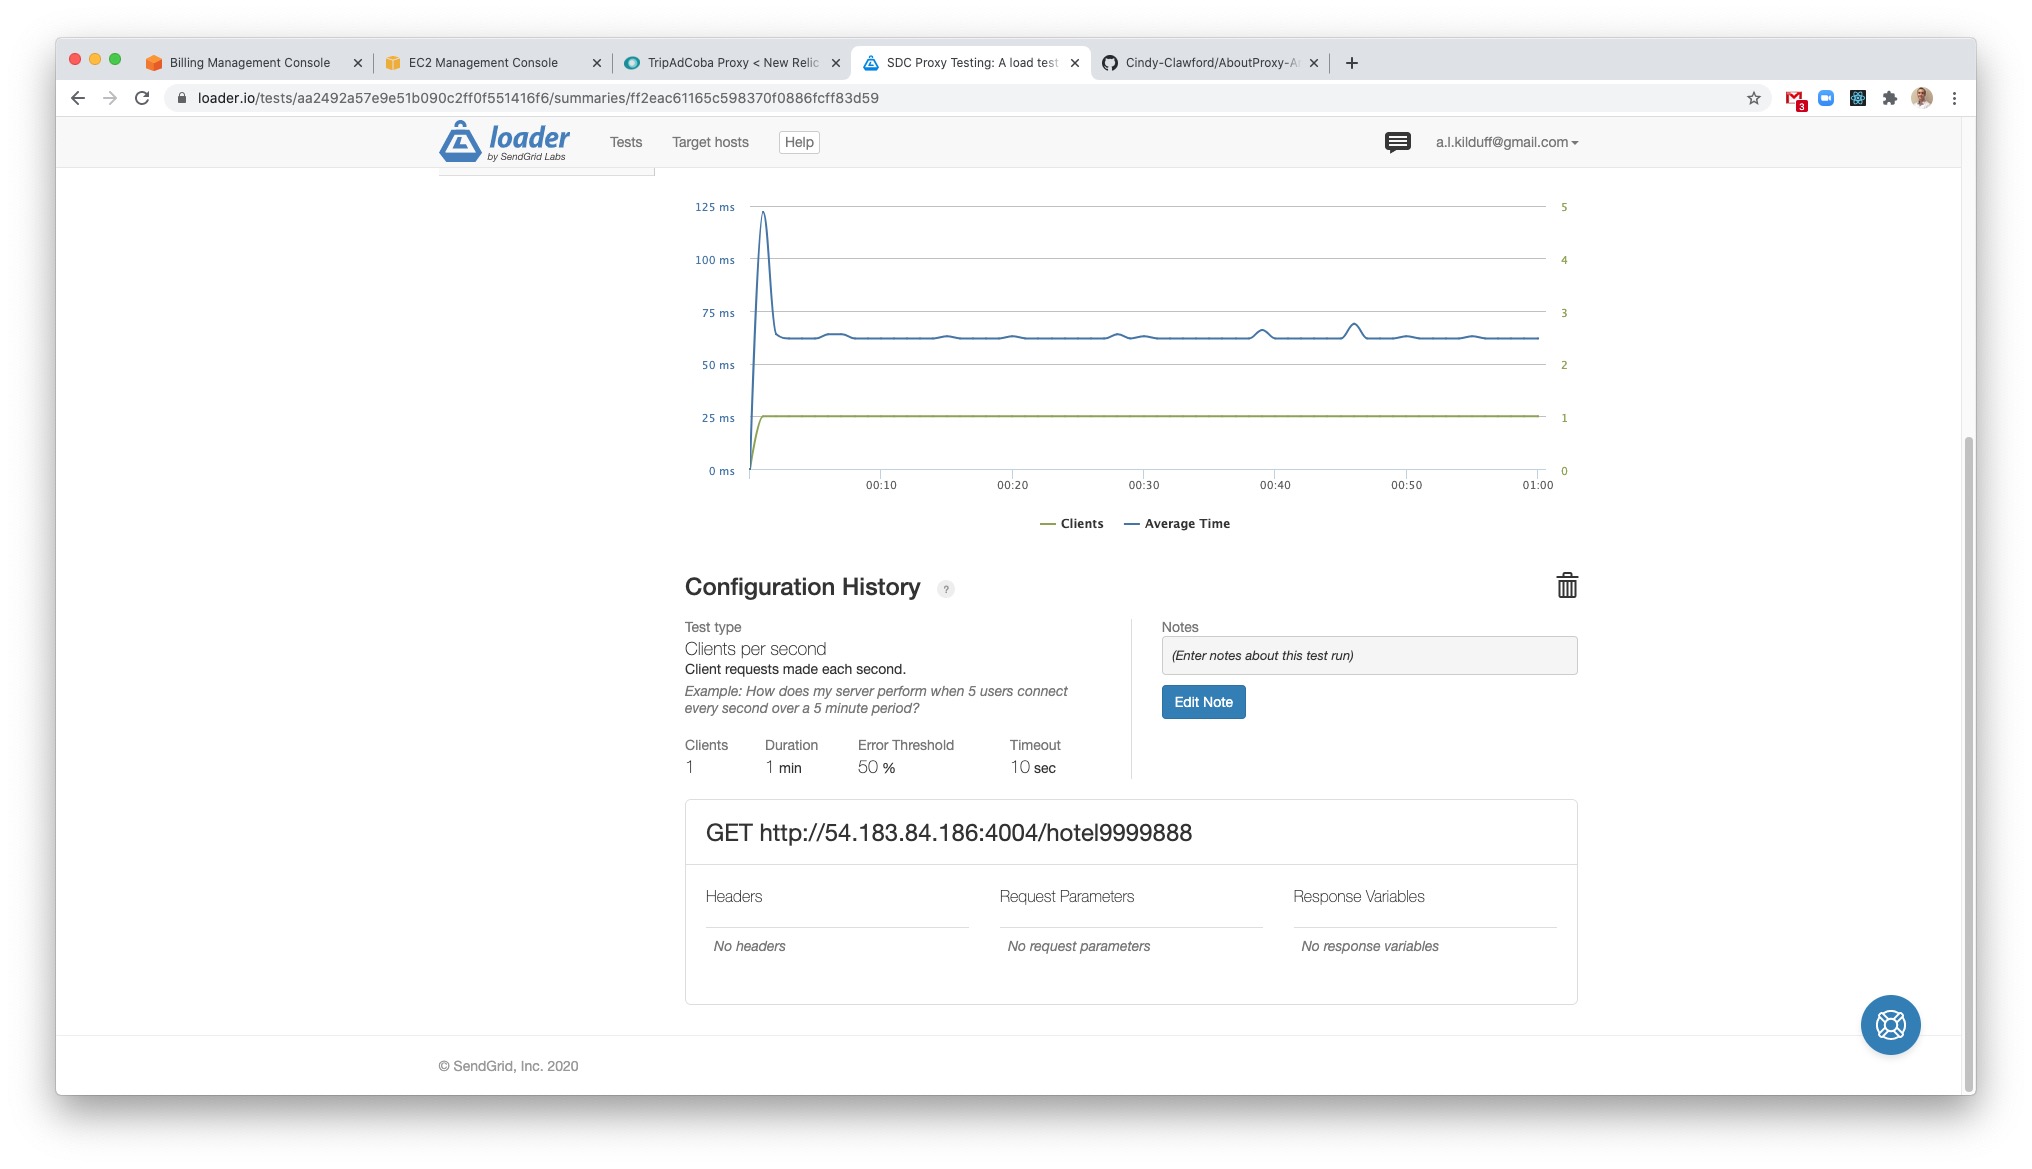 Billing Management Console
EC2 Management Console
TripAdCoba Proxy < New Relic
SDC Proxy Testing: A load test
Cindy-Clawford/AboutProxy-A
loader.io/tests/aa2492a57e9e51b090c2ff0f551416f6/summaries/ff2eac61165c598370f0886fcff83d59
3
loader
by SendGrid Labs
Tests
Target hosts
Help
a.l.kilduff@gmail.com
125 ms
5
100 ms
4
75 ms
3
50 ms
2
25 ms
1
0 ms
0
00:10
00:20
00:30
00:40
00:50
01:00
Clients
Average Time
Configuration History ?
Test type
Clients per second
Client requests made each second.
Example: How does my server perform when 5 users connect
every second over a 5 minute period?
Clients
Duration
Error Threshold
Timeout
1
1 min
50 %
10 sec
Notes
(Enter notes about this test run)
Edit Note
GET http://54.183.84.186:4004/hotel9999888
Headers
Request Parameters
Response Variables
No headers
No request parameters
No response variables
© SendGrid, Inc. 2020